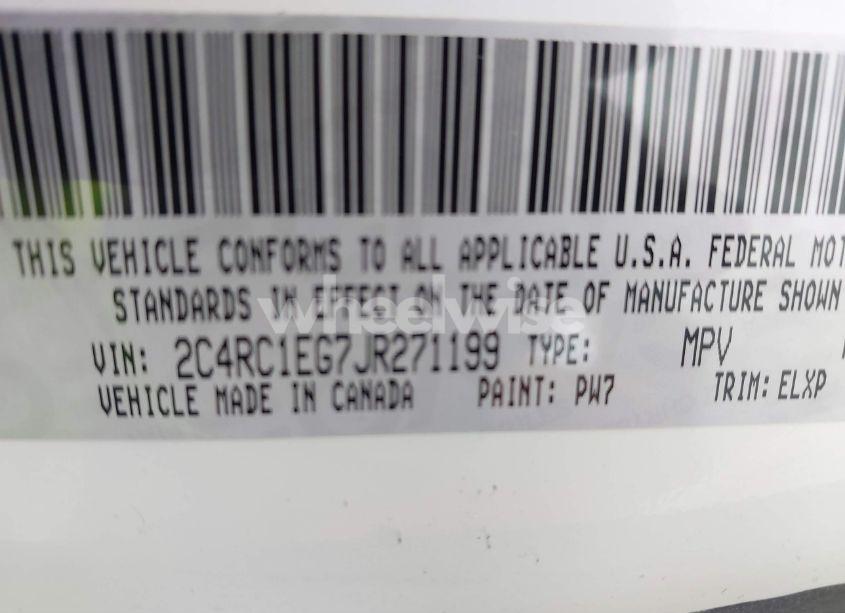 THIS VEHICLE CONFORMS TO ALL APPLICABLE U.S.A. FEDERAL MOT
STANDARDS IN EFFECT ON THE DATE OF MANUFACTURE SHOWN
wheelwise
VIN: 2C4RC1EG7JR271199 TYPE: MPV
VEHICLE MADE IN CANADA PAINT: PW7 TRIM: ELXP